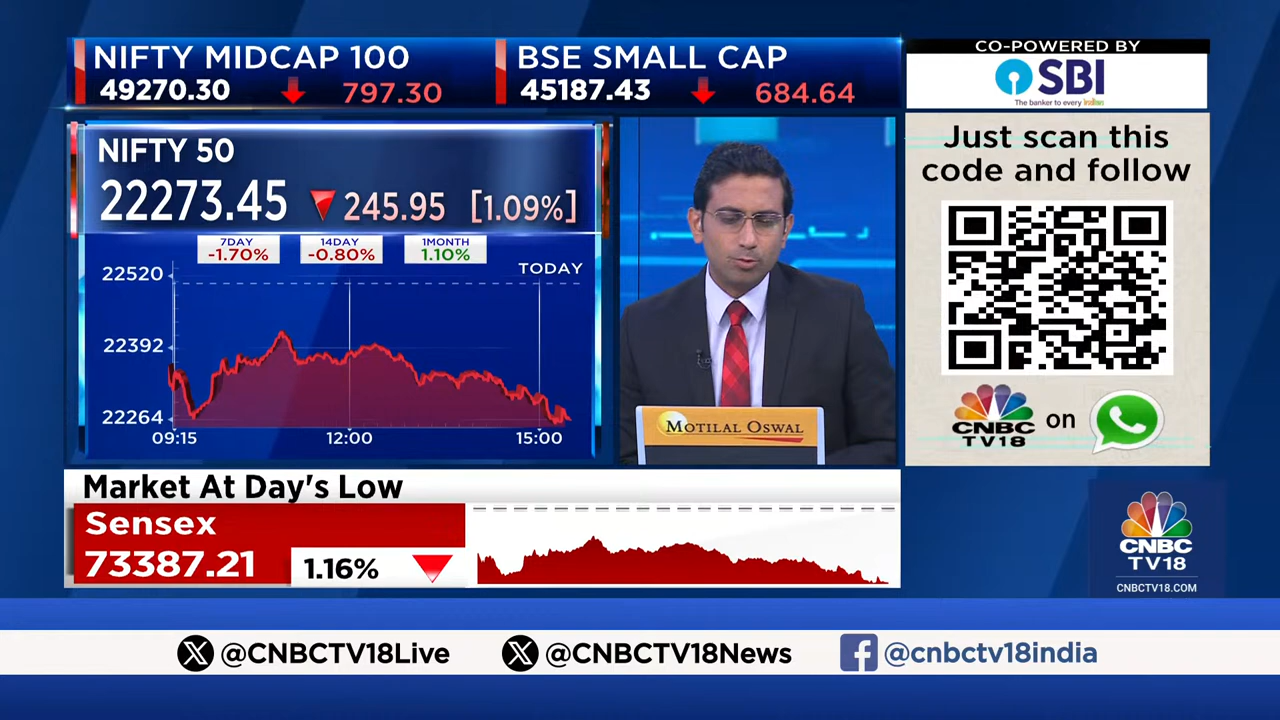 NIFTY MIDCAP 100
49270.30 797.30
BSE SMALL CAP
45187.43 684.64
CO-POWERED BY
SBI
The banker to every Indian
NIFTY 50
22273.45 245.95 [1.09%]
7DAY
-1.70%
14DAY
-0.80%
1MONTH
1.10%
TODAY
22520
22392
22264
09:15 12:00 15:00
MOTILAL OSWAL
Just scan this
code and follow
CNBC
TV18
on
Market At Day's Low
Sensex
73387.21 1.16%
CNBC
TV18
CNBCTV18.COM
@CNBCTV18Live @CNBCTV18News @cnbctv18india